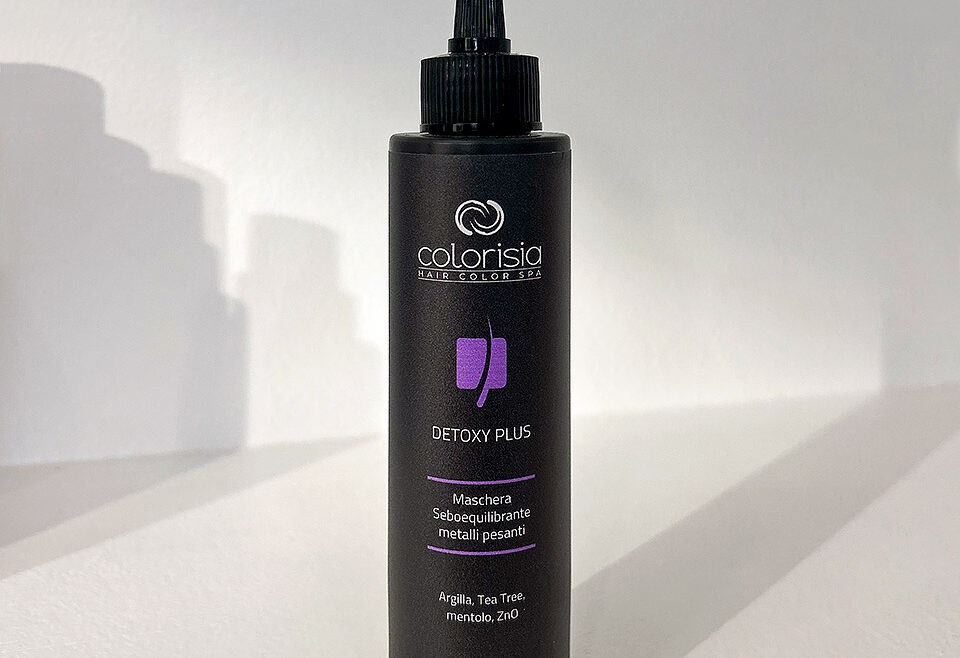 colorisia
HAIR COLOR SPA
DETOXY PLUS
Maschera
Seboequilibrante
metalli pesanti
Argilla, Tea Tree,
mentolo, ZnO